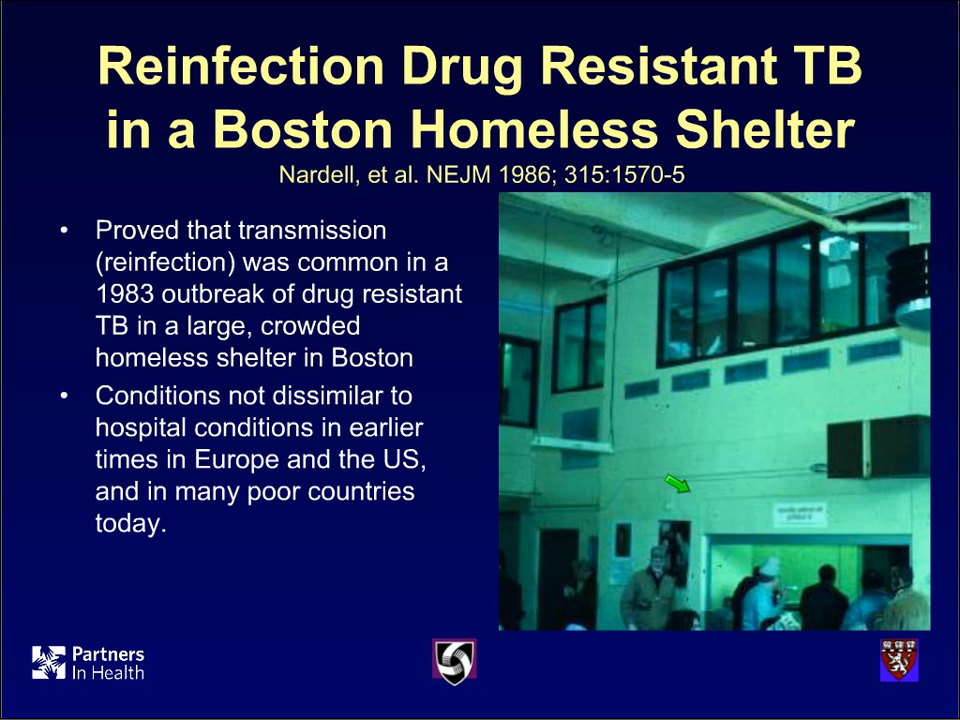 Reinfection Drug Resistant TB
in a Boston Homeless Shelter
Nardell, et al. NEJM 1986; 315:1570-5
• Proved that transmission
(reinfection) was common in a
1983 outbreak of drug resistant
TB in a large, crowded
homeless shelter in Boston
• Conditions not dissimilar to
hospital conditions in earlier
times in Europe and the US,
and in many poor countries
today.
Partners
In Health